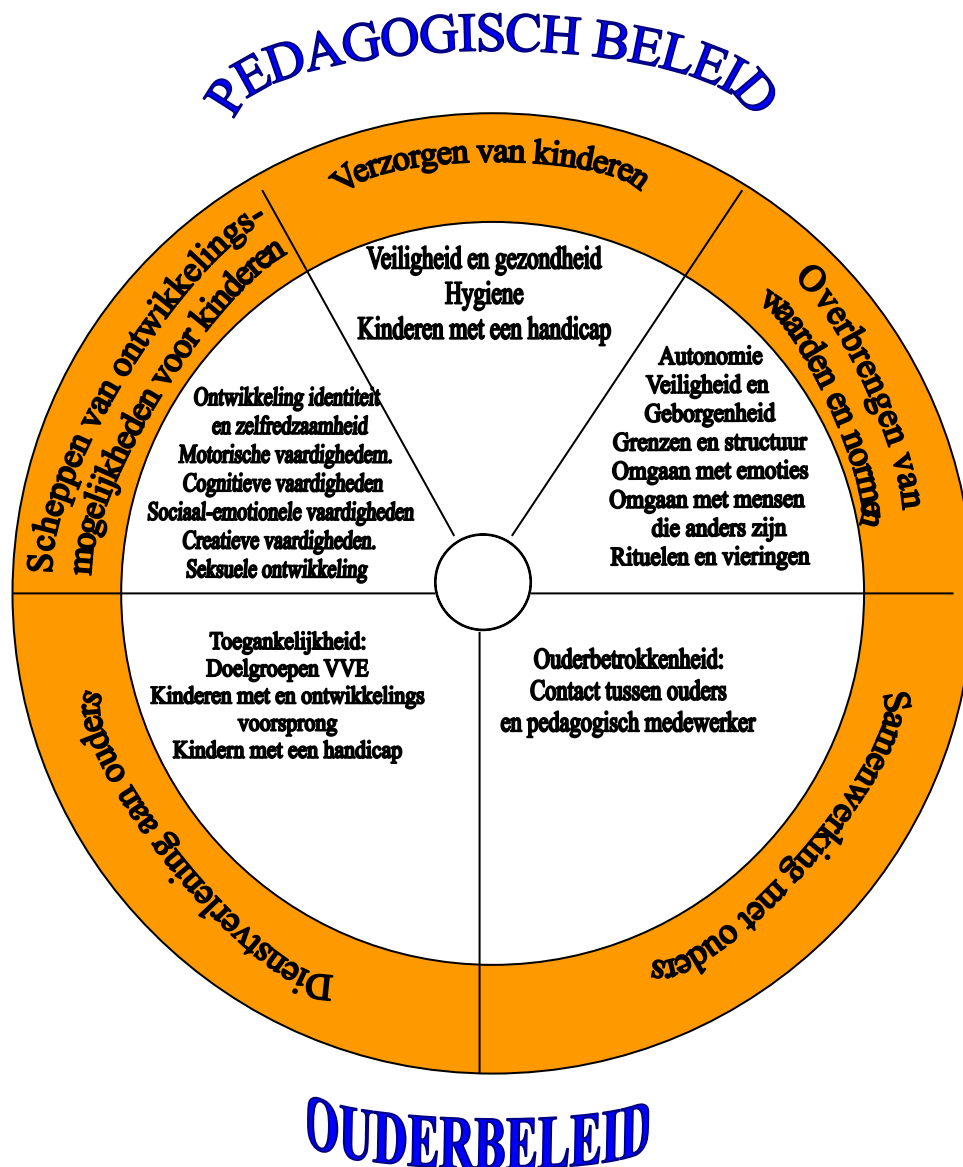 PEDAGOGISCH BELEID
Verzorgen van kinderen
Veiligheid en gezondheid
Hygiene
Kinderen met een handicap
Scheppen van ontwikkelings-
mogelijkheden voor kinderen
Ontwikkeling identiteit
en zelfredzaamheid
Motorische vaardighedem.
Cognitieve vaardigheden
Sociaal-emotionele vaardigheden
Creatieve vaardigheden.
Seksuele ontwikkeling
Overbrengen van
waarden en normen
Autonomie
Veiligheid en
Geborgenheid
Grenzen en structuur
Omgaan met emoties
Omgaan met mensen
die anders zijn
Rituelen en vieringen
Toegankelijkheid:
Doelgroepen VVE
Kinderen met en ontwikkelings
voorsprong
Kindern met een handicap
Dienstverlening aan ouders
Ouderbetrokkenheid:
Contact tussen ouders
en pedagogisch medewerker
Samenwerking met ouders
OUDERBELEID